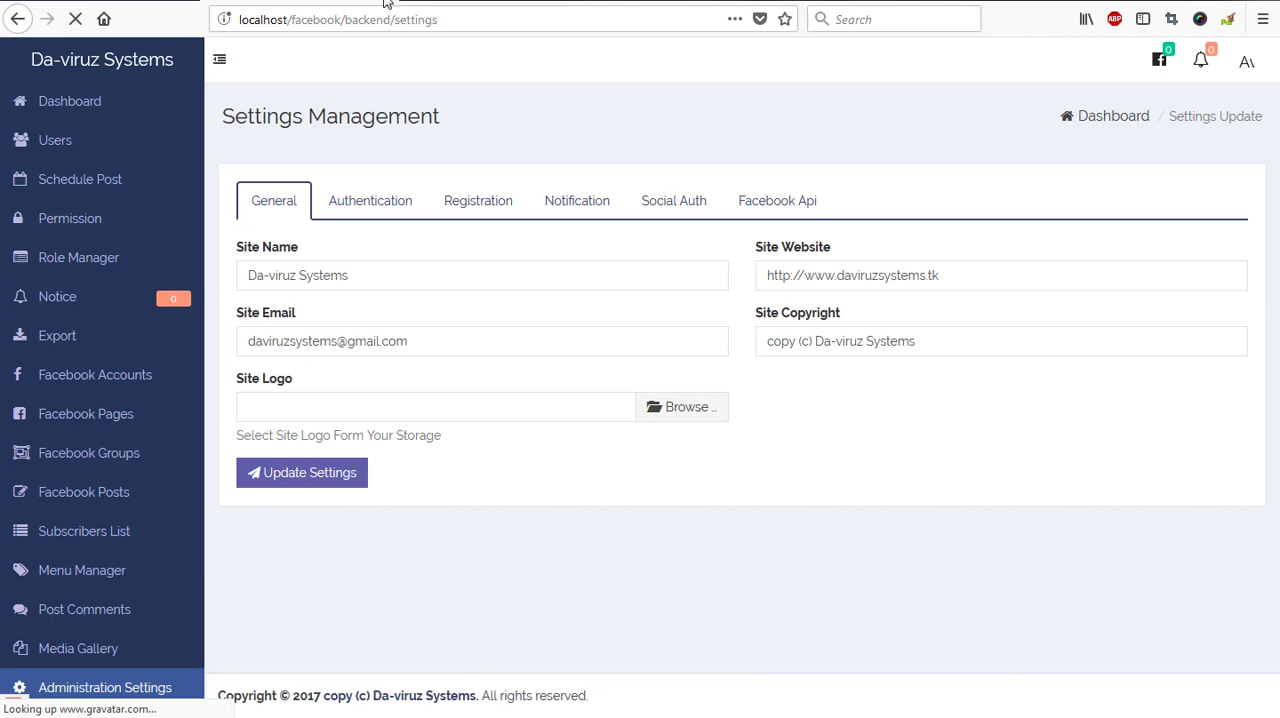 localhost/facebook/backend/settings
Search
ABP
Da-viruz Systems
0
0
Dashboard
Users
Schedule Post
Permission
Role Manager
Notice
0
Export
Facebook Accounts
Facebook Pages
Facebook Groups
Facebook Posts
Subscribers List
Menu Manager
Post Comments
Media Gallery
Administration Settings
Looking up www.gravatar.com...
Settings Management
Dashboard / Settings Update
General Authentication Registration Notification Social Auth Facebook Api
Site Name
Da-viruz Systems
Site Website
http://www.daviruzsystems.tk
Site Email
daviruzsystems@gmail.com
Site Copyright
copy (c) Da-viruz Systems
Site Logo
Browse ...
Select Site Logo Form Your Storage
Update Settings
Copyright © 2017 copy (c) Da-viruz Systems. All rights reserved.